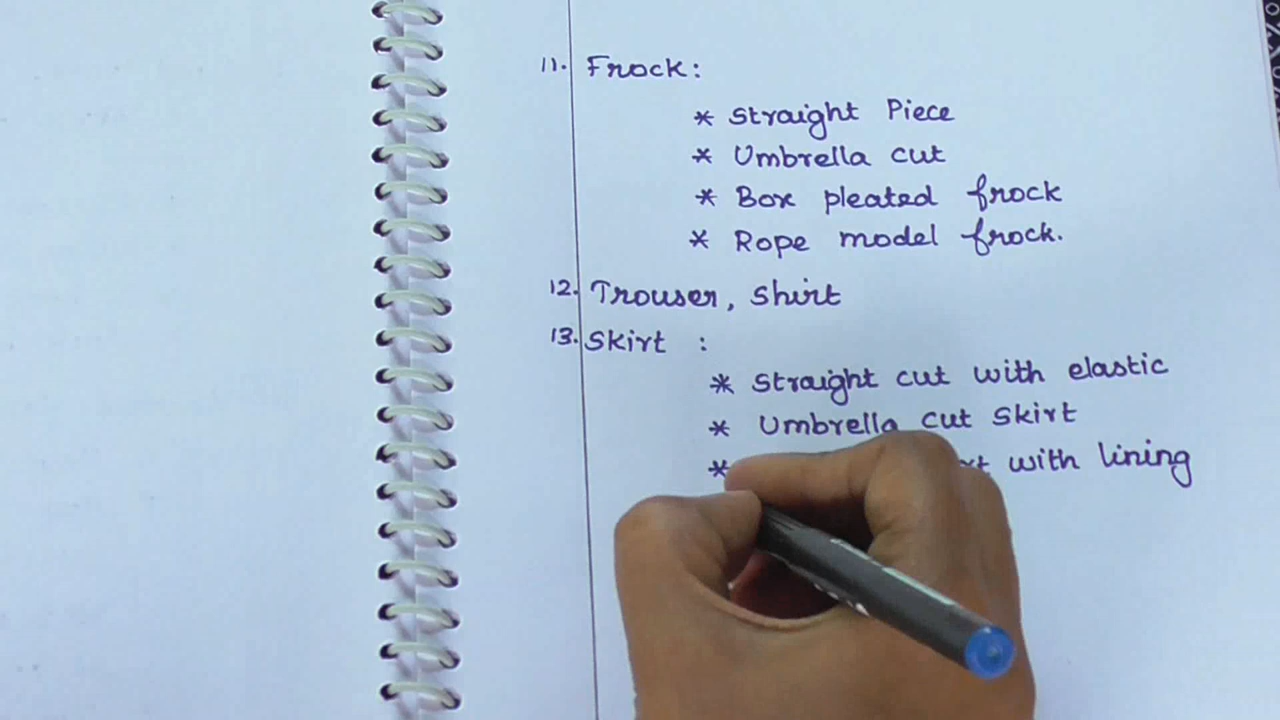 11. Frock:
* Straight Piece
* Umbrella cut
* Box pleated frock
* Rope model frock.
12. Trouser, Shirt
13. Skirt :
* Straight cut with elastic
* Umbrella cut skirt
* with lining